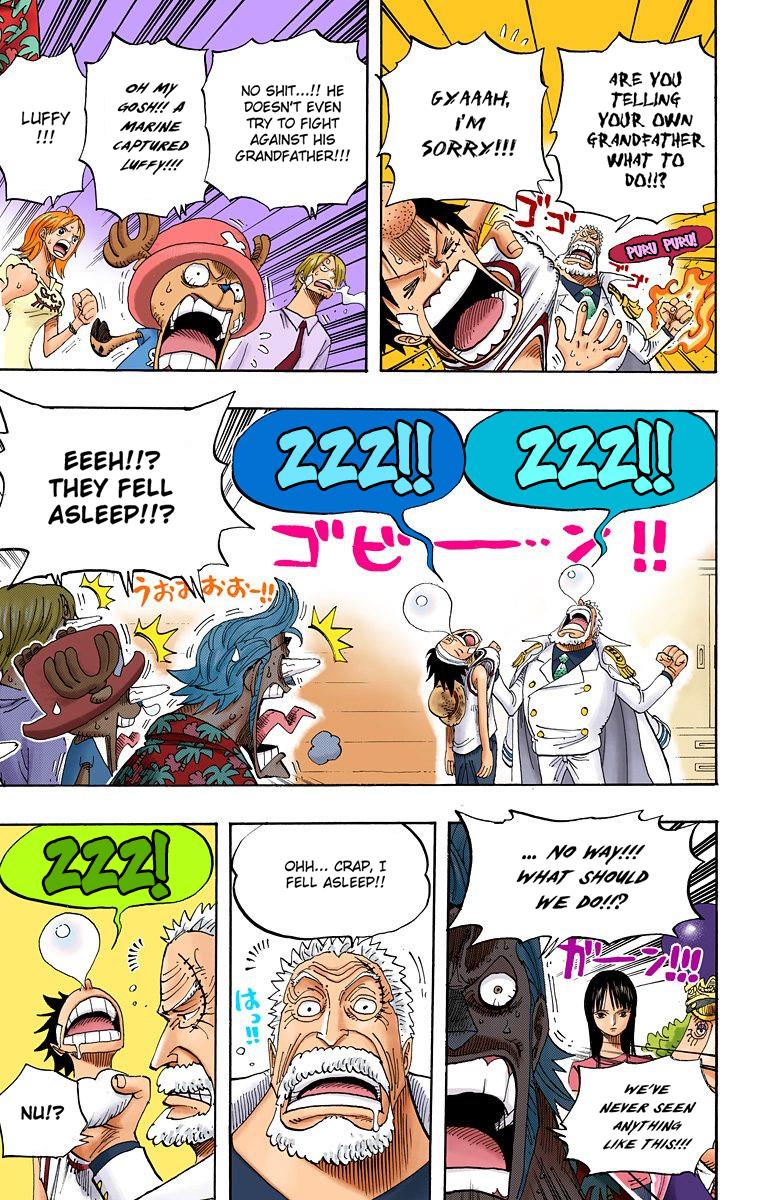 ARE YOU
TELLING
YOUR OWN
GRANDFATHER
WHAT TO
DO!!?
GYAAAH,
I'M
SORRY!!!
PURU PURU!
ゴゴ
ゴゴ
NO SHIT...!! HE
DOESN'T EVEN
TRY TO FIGHT
AGAINST HIS
GRANDFATHER!!!
OH MY
GOSH!! A
MARINE
CAPTURED
LUFFY!!!
LUFFY
!!!
ZZZ!!
ZZZ!!
ゴビー・・ン!!
EEEH!!?
THEY FELL
ASLEEP!!?
うおおおおー!!
... NO WAY!!!
WHAT SHOULD
WE DO!!?
ガーン!!!
WE'VE
NEVER SEEN
ANYTHING
LIKE THIS!!!
OHH... CRAP, I
FELL ASLEEP!!
はっ!!
ZZZ!
NU!?